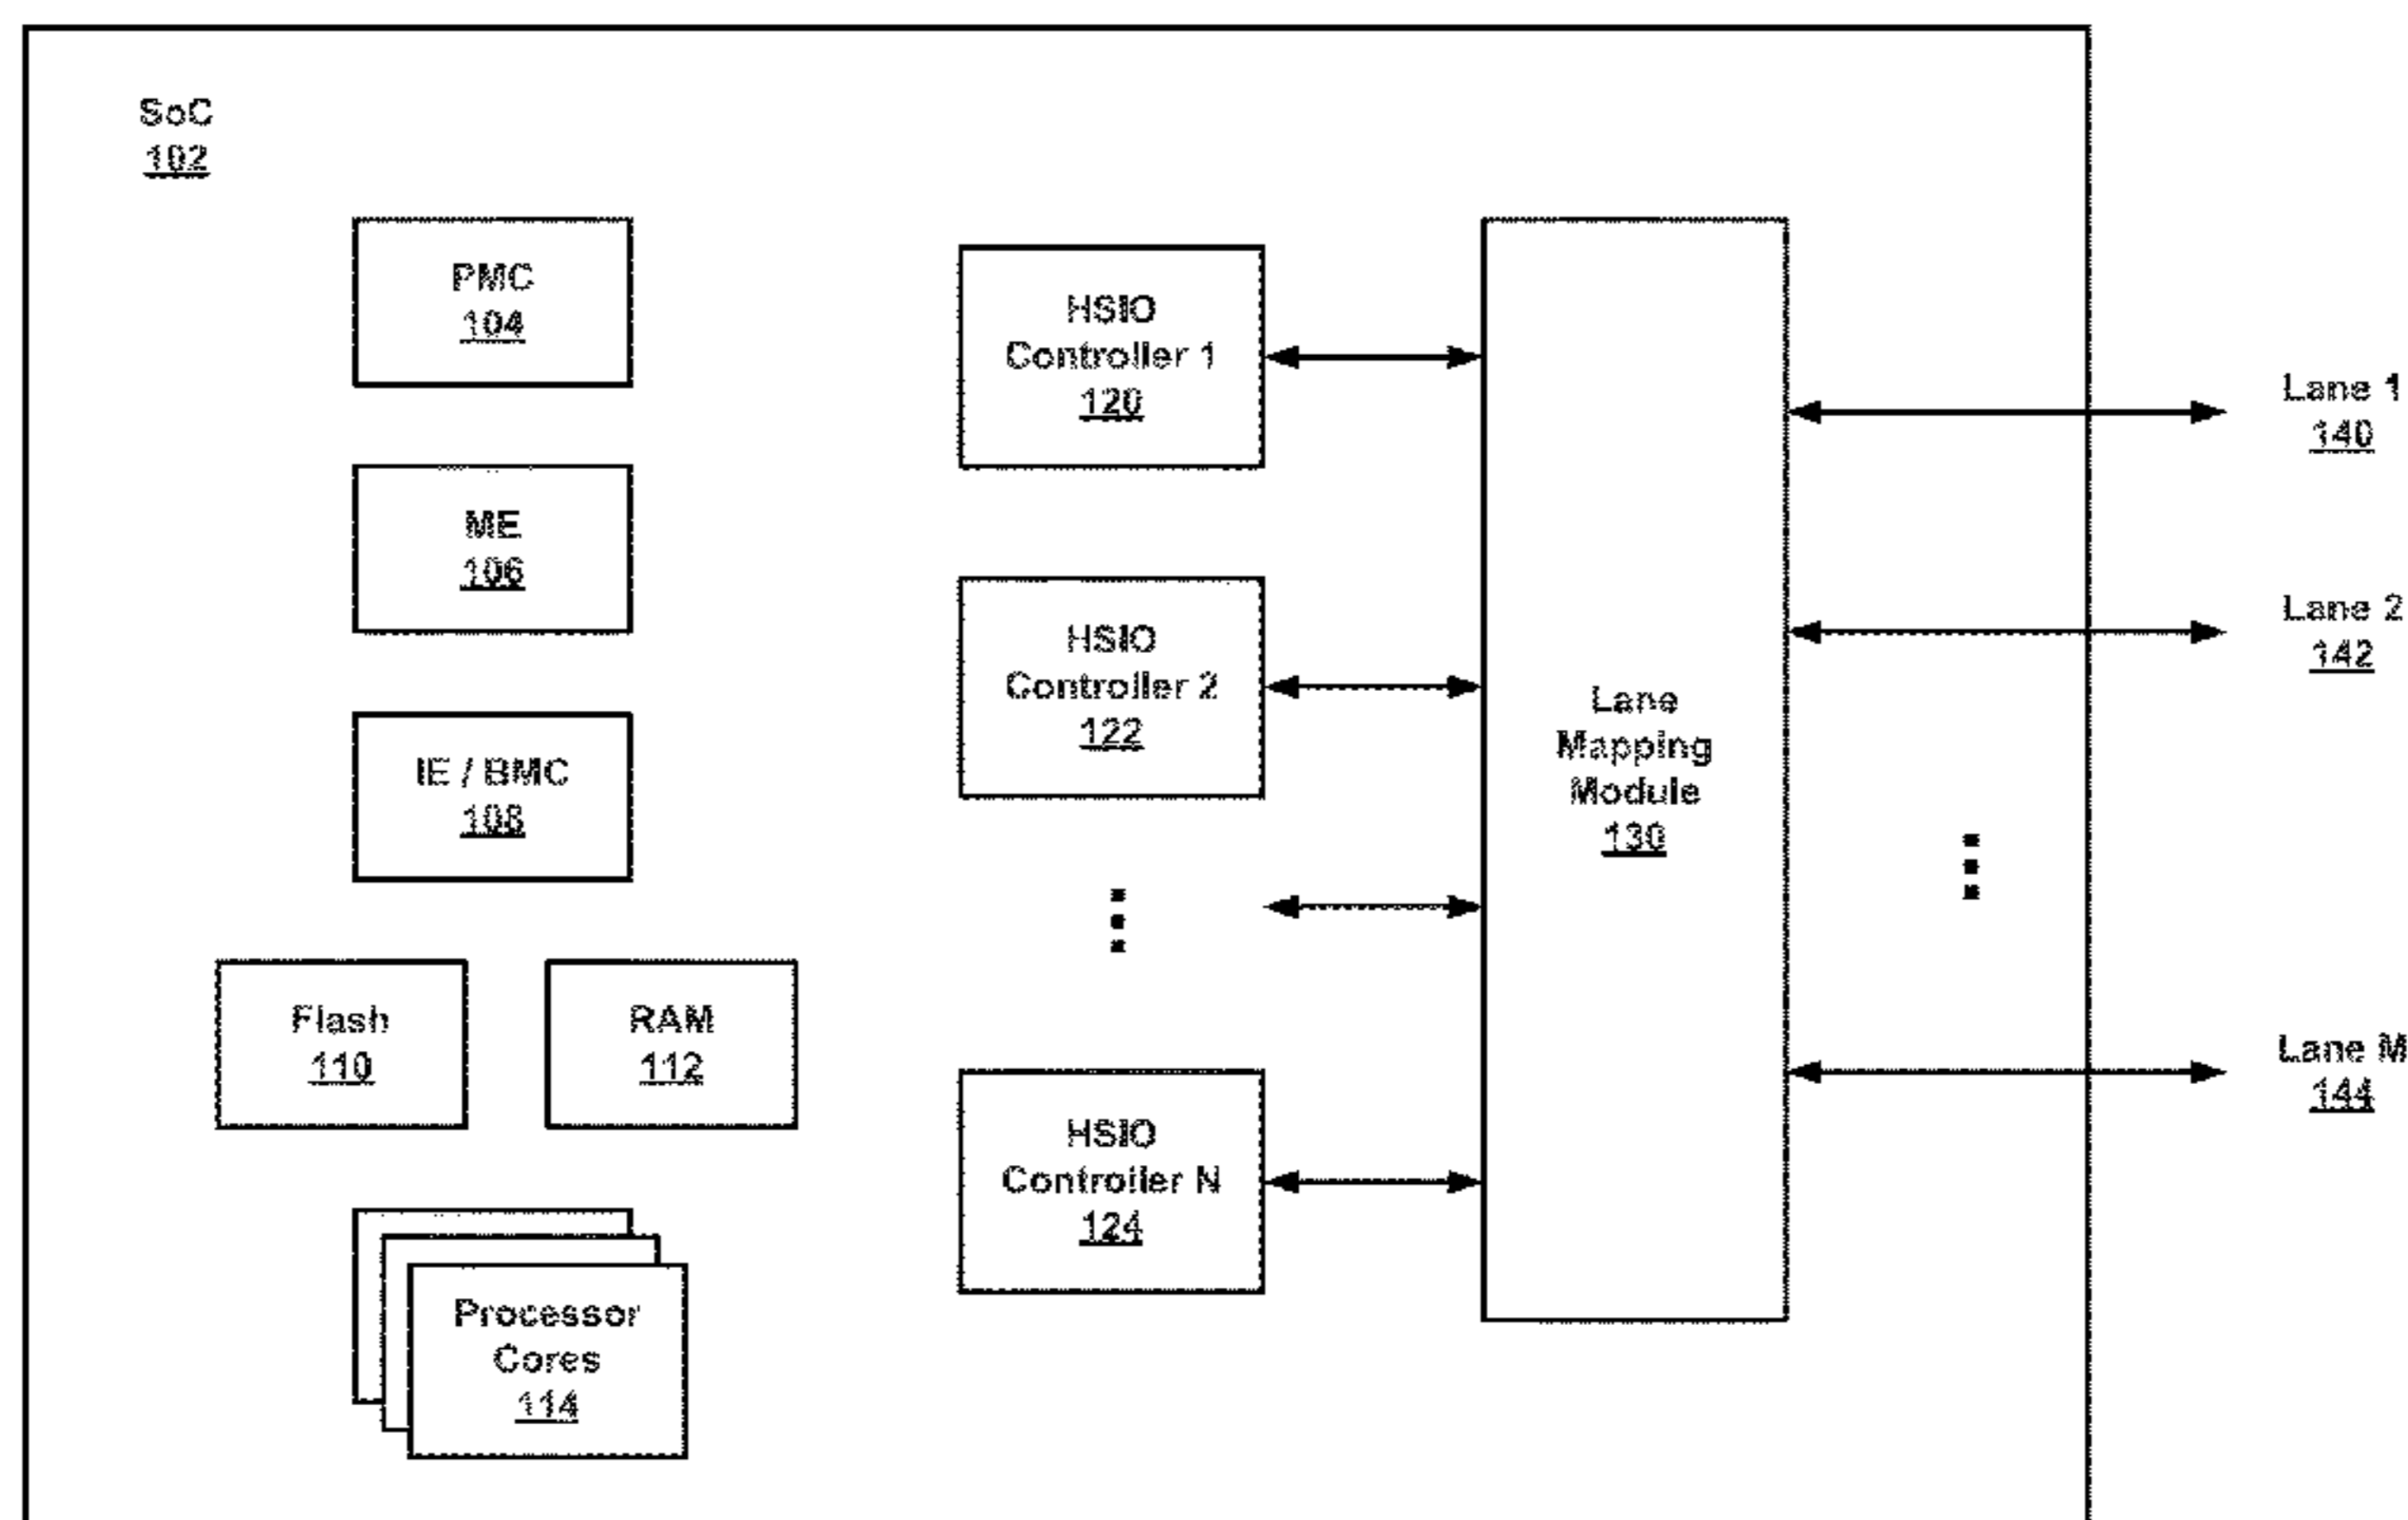 SoC
102
PMC
104
ME
106
IE / BMC
108
Flash
110
RAM
112
Processor
Cores
114
HSIO
Controller 1
120
HSIO
Controller 2
122
HSIO
Controller N
124
Lane
Mapping
Module
130
Lane 1
140
Lane 2
142
Lane M
144